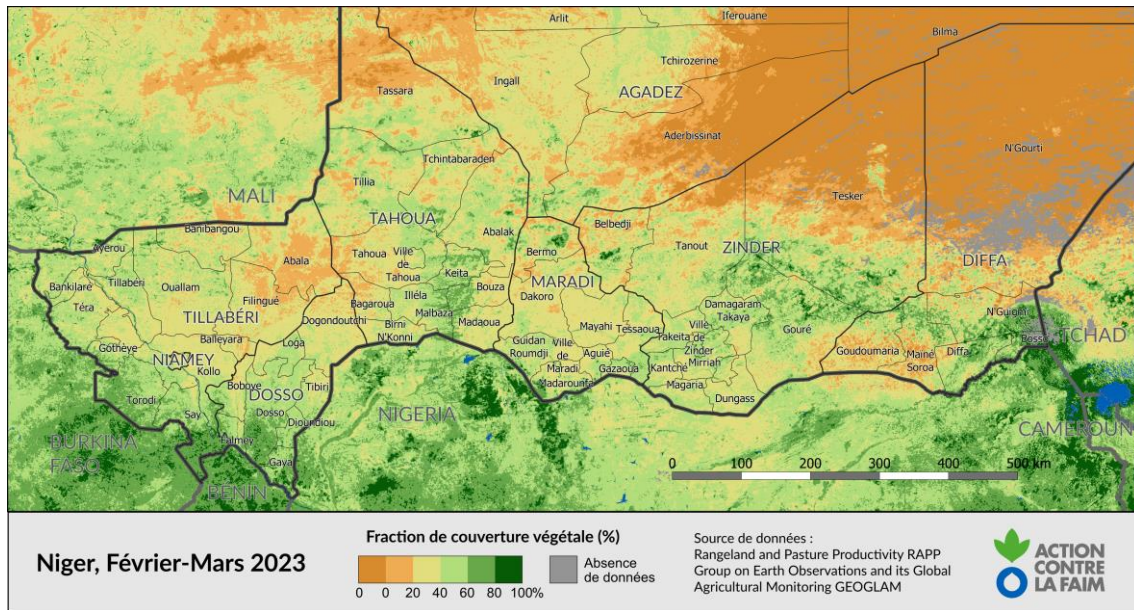 Iferouane
Arlit
Bilma
Tchirozerine
Ingall
Tassara
AGADEZ
Aderbissinat
N'Gourti
Tchintabaraden
Tillia
Tesker
MALI
TAHOUA
Belbedji
Banibangou
Abalak
Tanout
ZINDER
Ayerou
Bermo
Abala
Tahoua
Ville
de
Tahoua
DIFFA
Keita
Tillabéri
Ouallam
Bankilaré
MARADI
Bouza
Téra
Filingué
Bagaroua
Illéla
Dakoro
Damagaram
Takaya
N'Guigmi
TILLABÉRI
Dogondoutchi
Malbaza
Madaoua
Birni
N'Konni
Mayahi
Tessaoua
Gouré
TCHAD
Balleyara
Loga
Takeita
Ville
de
Zinder
Bosso
Gothèye
Guidan
Roumdji
Ville
de
Maradi
Aguié
Mirriah
Goudoumaria
Maïné
Soroa
Diffa
NIAMEY
Kollo
Gazaoua
Kantché
Boboye
Tibiri
Madarounfa
Magaria
DOSSO
Dungass
Torodi
Say
Dosso
Dioundiou
NIGERIA
CAMEROUN
BURKINA
FASO
Falmey
Gaya
BÉNIN
0 100 200 300 400 500 km
Niger, Février-Mars 2023
Fraction de couverture végétale (%)
0 0 20 40 60 80 100%
Absence
de données
Source de données :
Rangeland and Pasture Productivity RAPP
Group on Earth Observations and its Global
Agricultural Monitoring GEOGLAM
ACTION
CONTRE
LA FAIM